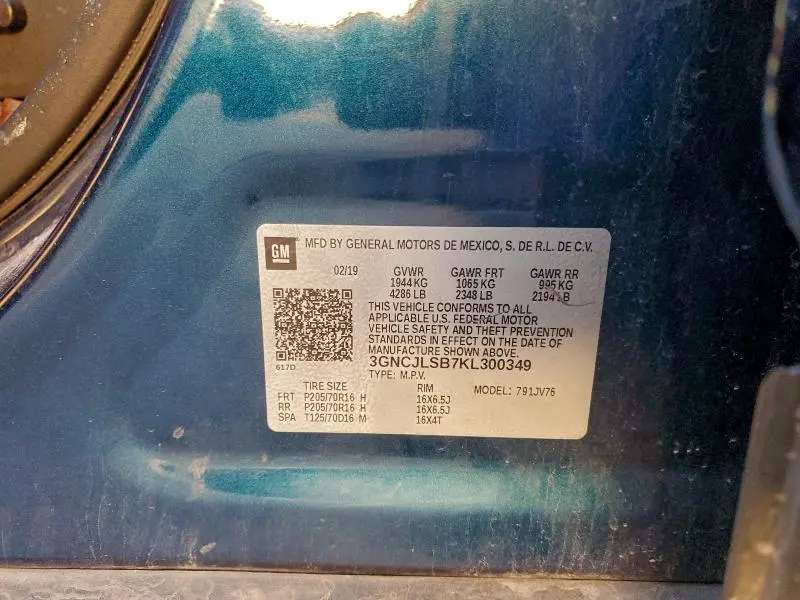 GM
MFD BY GENERAL MOTORS DE MEXICO, S. DE R.L. DE C.V.
02/19 GVWR GAWR FRT GAWR RR
1944 KG 1065 KG 995 KG
4286 LB 2348 LB 2194 LB
THIS VEHICLE CONFORMS TO ALL
APPLICABLE U.S. FEDERAL MOTOR
VEHICLE SAFETY AND THEFT PREVENTION
STANDARDS IN EFFECT ON THE DATE OF
MANUFACTURE SHOWN ABOVE.
617D
3GNCJLSB7KL300349
TYPE: M.P.V. MODEL: 791JV76
TIRE SIZE RIM
FRT P205/70R16 H 16X6.5J
RR P205/70R16 H 16X6.5J
SPA T125/70D16 M 16X4T